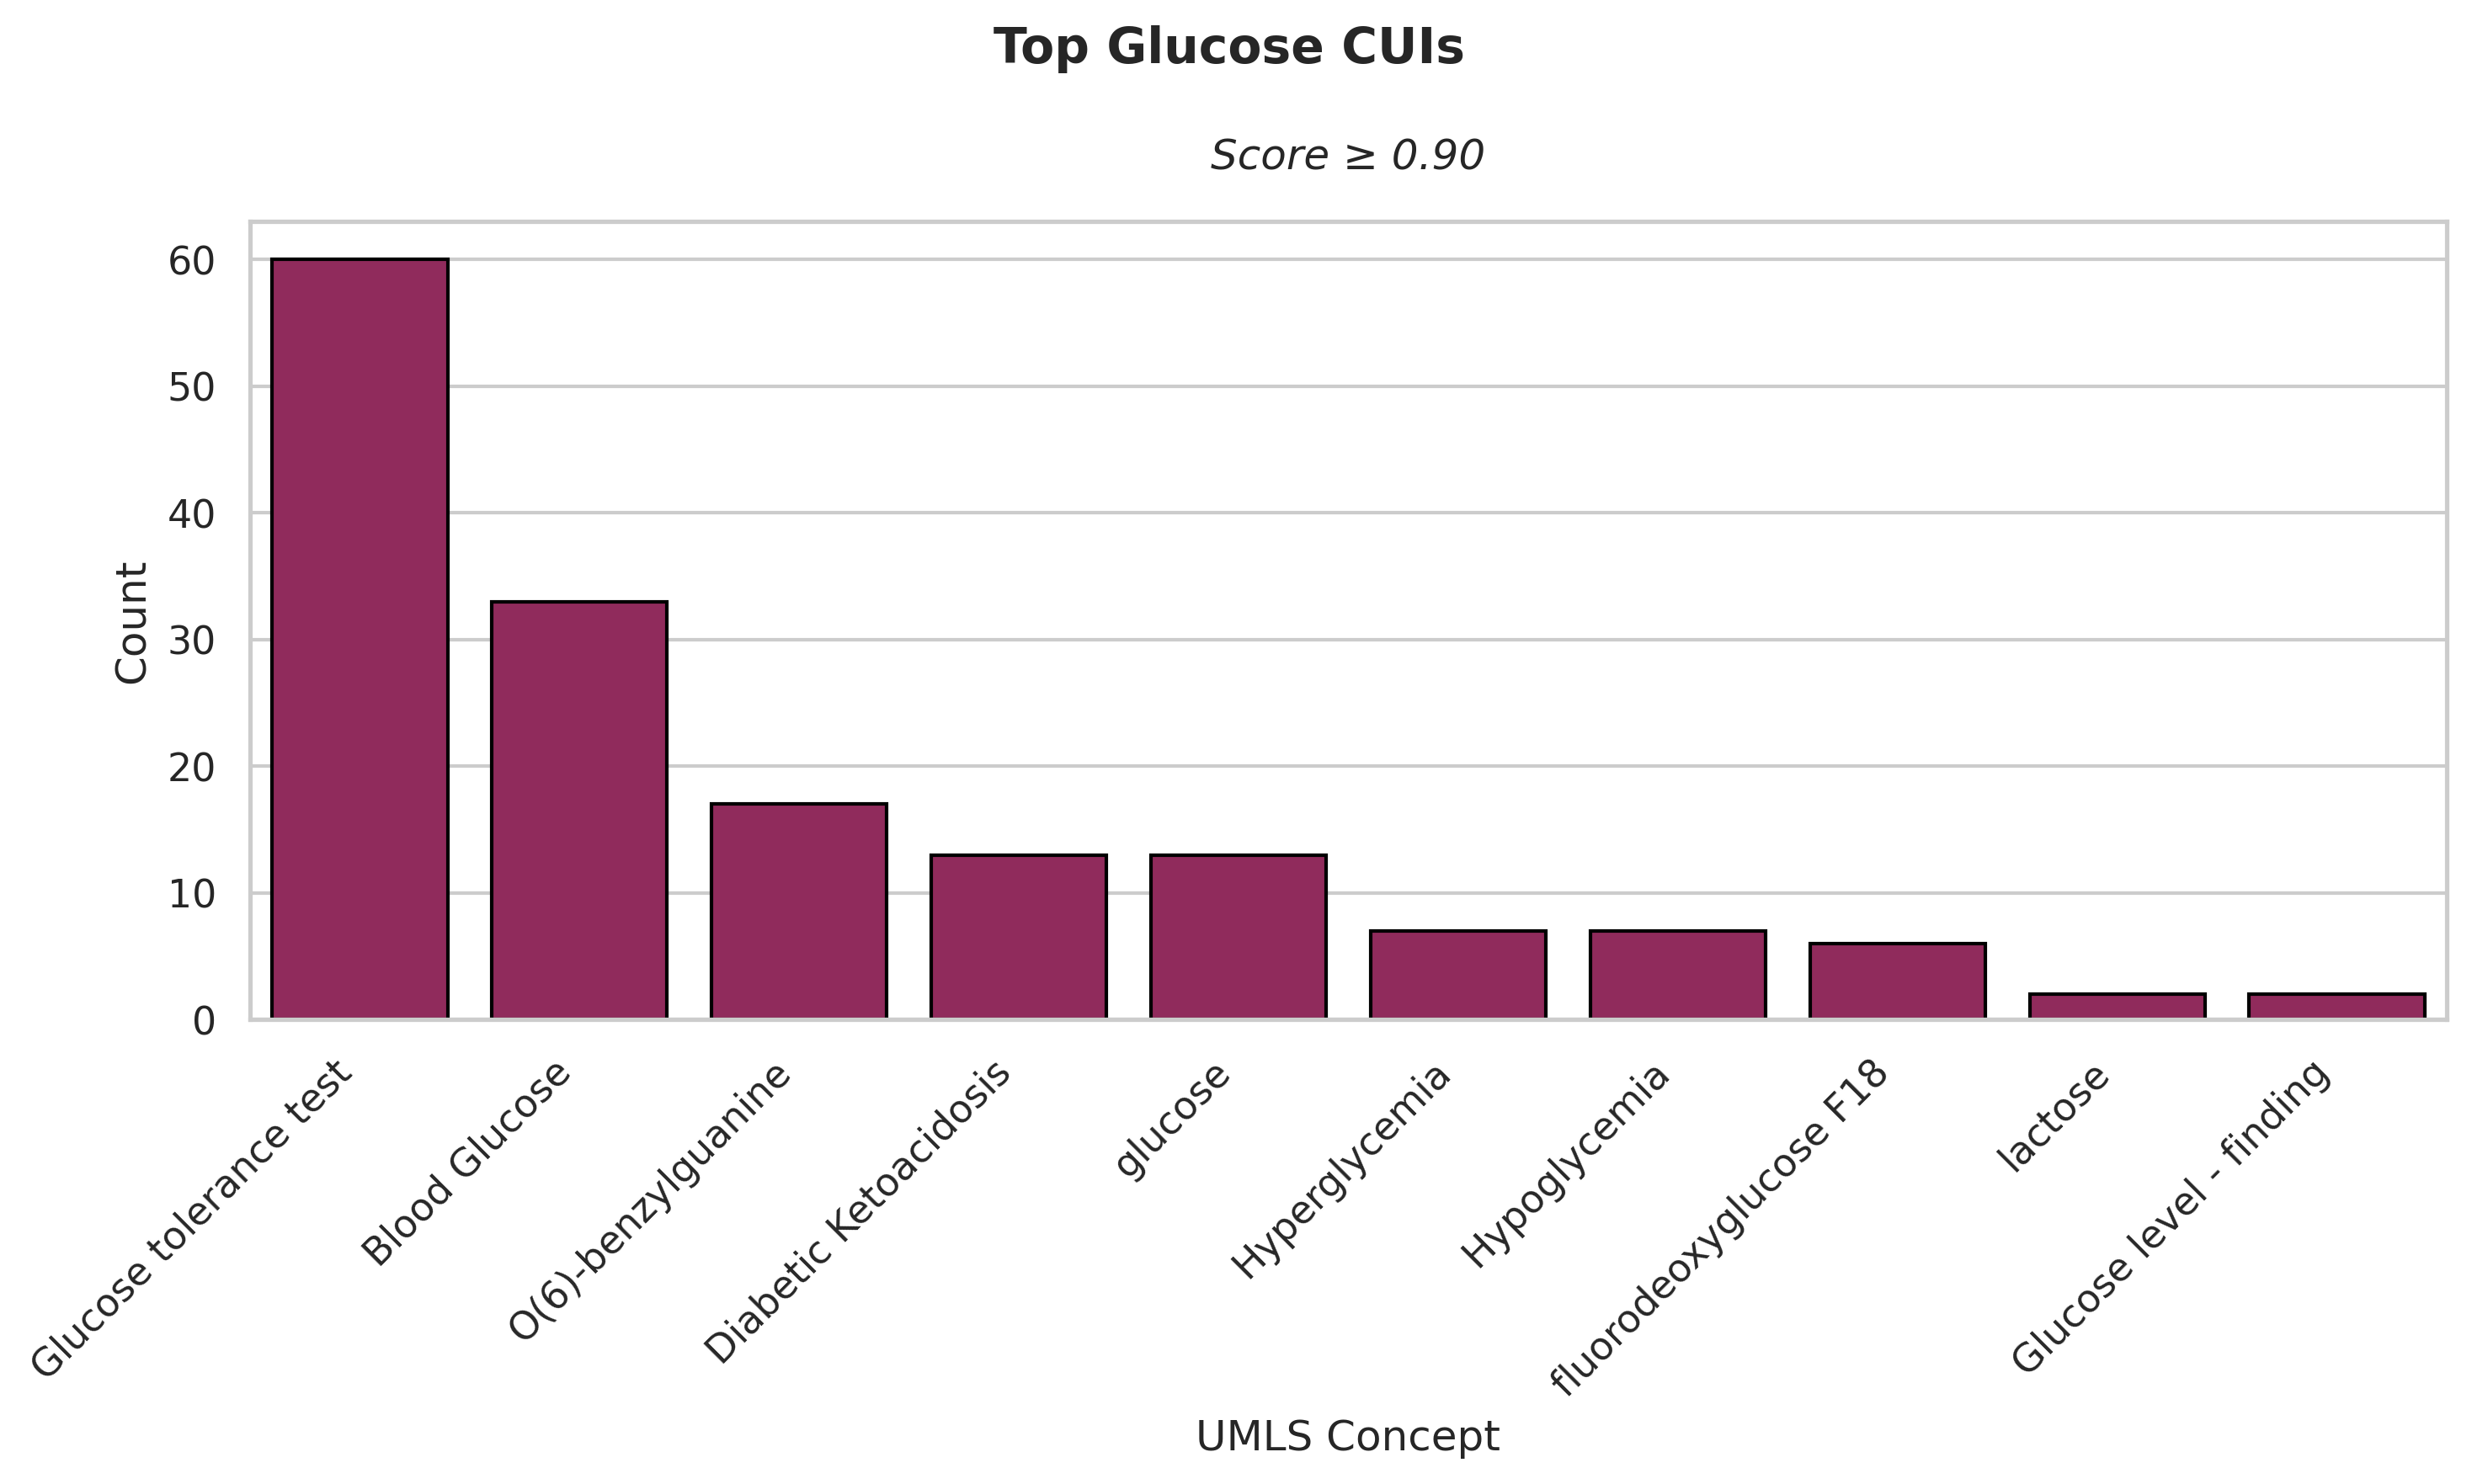 Top Glucose CUIs
Score ≥ 0.90
Count
60
50
40
30
20
10
0
Glucose tolerance test
Blood Glucose
O(6)-benzylguanine
Diabetic Ketoacidosis
glucose
Hyperglycemia
Hypoglycemia
fluorodeoxyglucose F18
lactose
Glucose level - finding
UMLS Concept